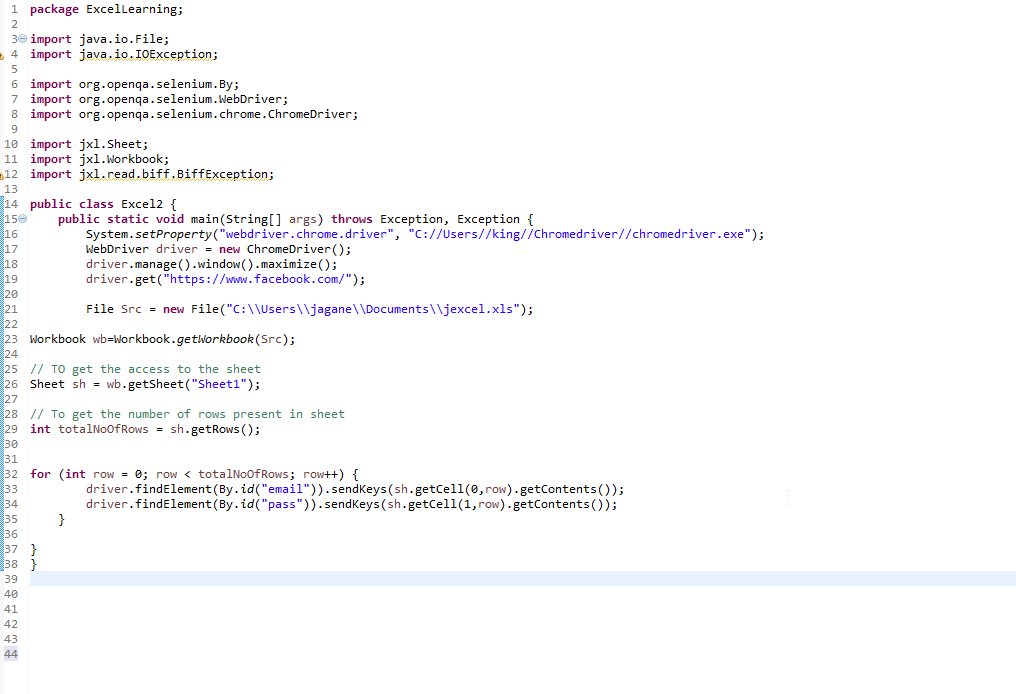 1 package ExcelLearning;
2
3 import java.io.File;
4 import java.io.IOException;
5
6 import org.openqa.selenium.By;
7 import org.openqa.selenium.WebDriver;
8 import org.openqa.selenium.chrome.ChromeDriver;
9
10 import jxl.Sheet;
11 import jxl.Workbook;
12 import jxl.read.biff.BiffException;
13
14 public class Excel2 {
15     public static void main(String[] args) throws Exception, Exception {
16         System.setProperty("webdriver.chrome.driver", "C://Users//king//Chromedriver//chromedriver.exe");
17         WebDriver driver = new ChromeDriver();
18         driver.manage().window().maximize();
19         driver.get("https://www.facebook.com/");
20
21         File Src = new File("C:\\Users\\jagane\\Documents\\jexcel.xls");
22
23 Workbook wb=Workbook.getWorkbook(Src);
24
25 // TO get the access to the sheet
26 Sheet sh = wb.getSheet("Sheet1");
27
28 // To get the number of rows present in sheet
29 int totalNoOfRows = sh.getRows();
30
31
32 for (int row = 0; row < totalNoOfRows; row++) {
33         driver.findElement(By.id("email")).sendKeys(sh.getCell(0,row).getContents());
34         driver.findElement(By.id("pass")).sendKeys(sh.getCell(1,row).getContents());
35     }
36
37 }
38 }
39
40
41
42
43
44